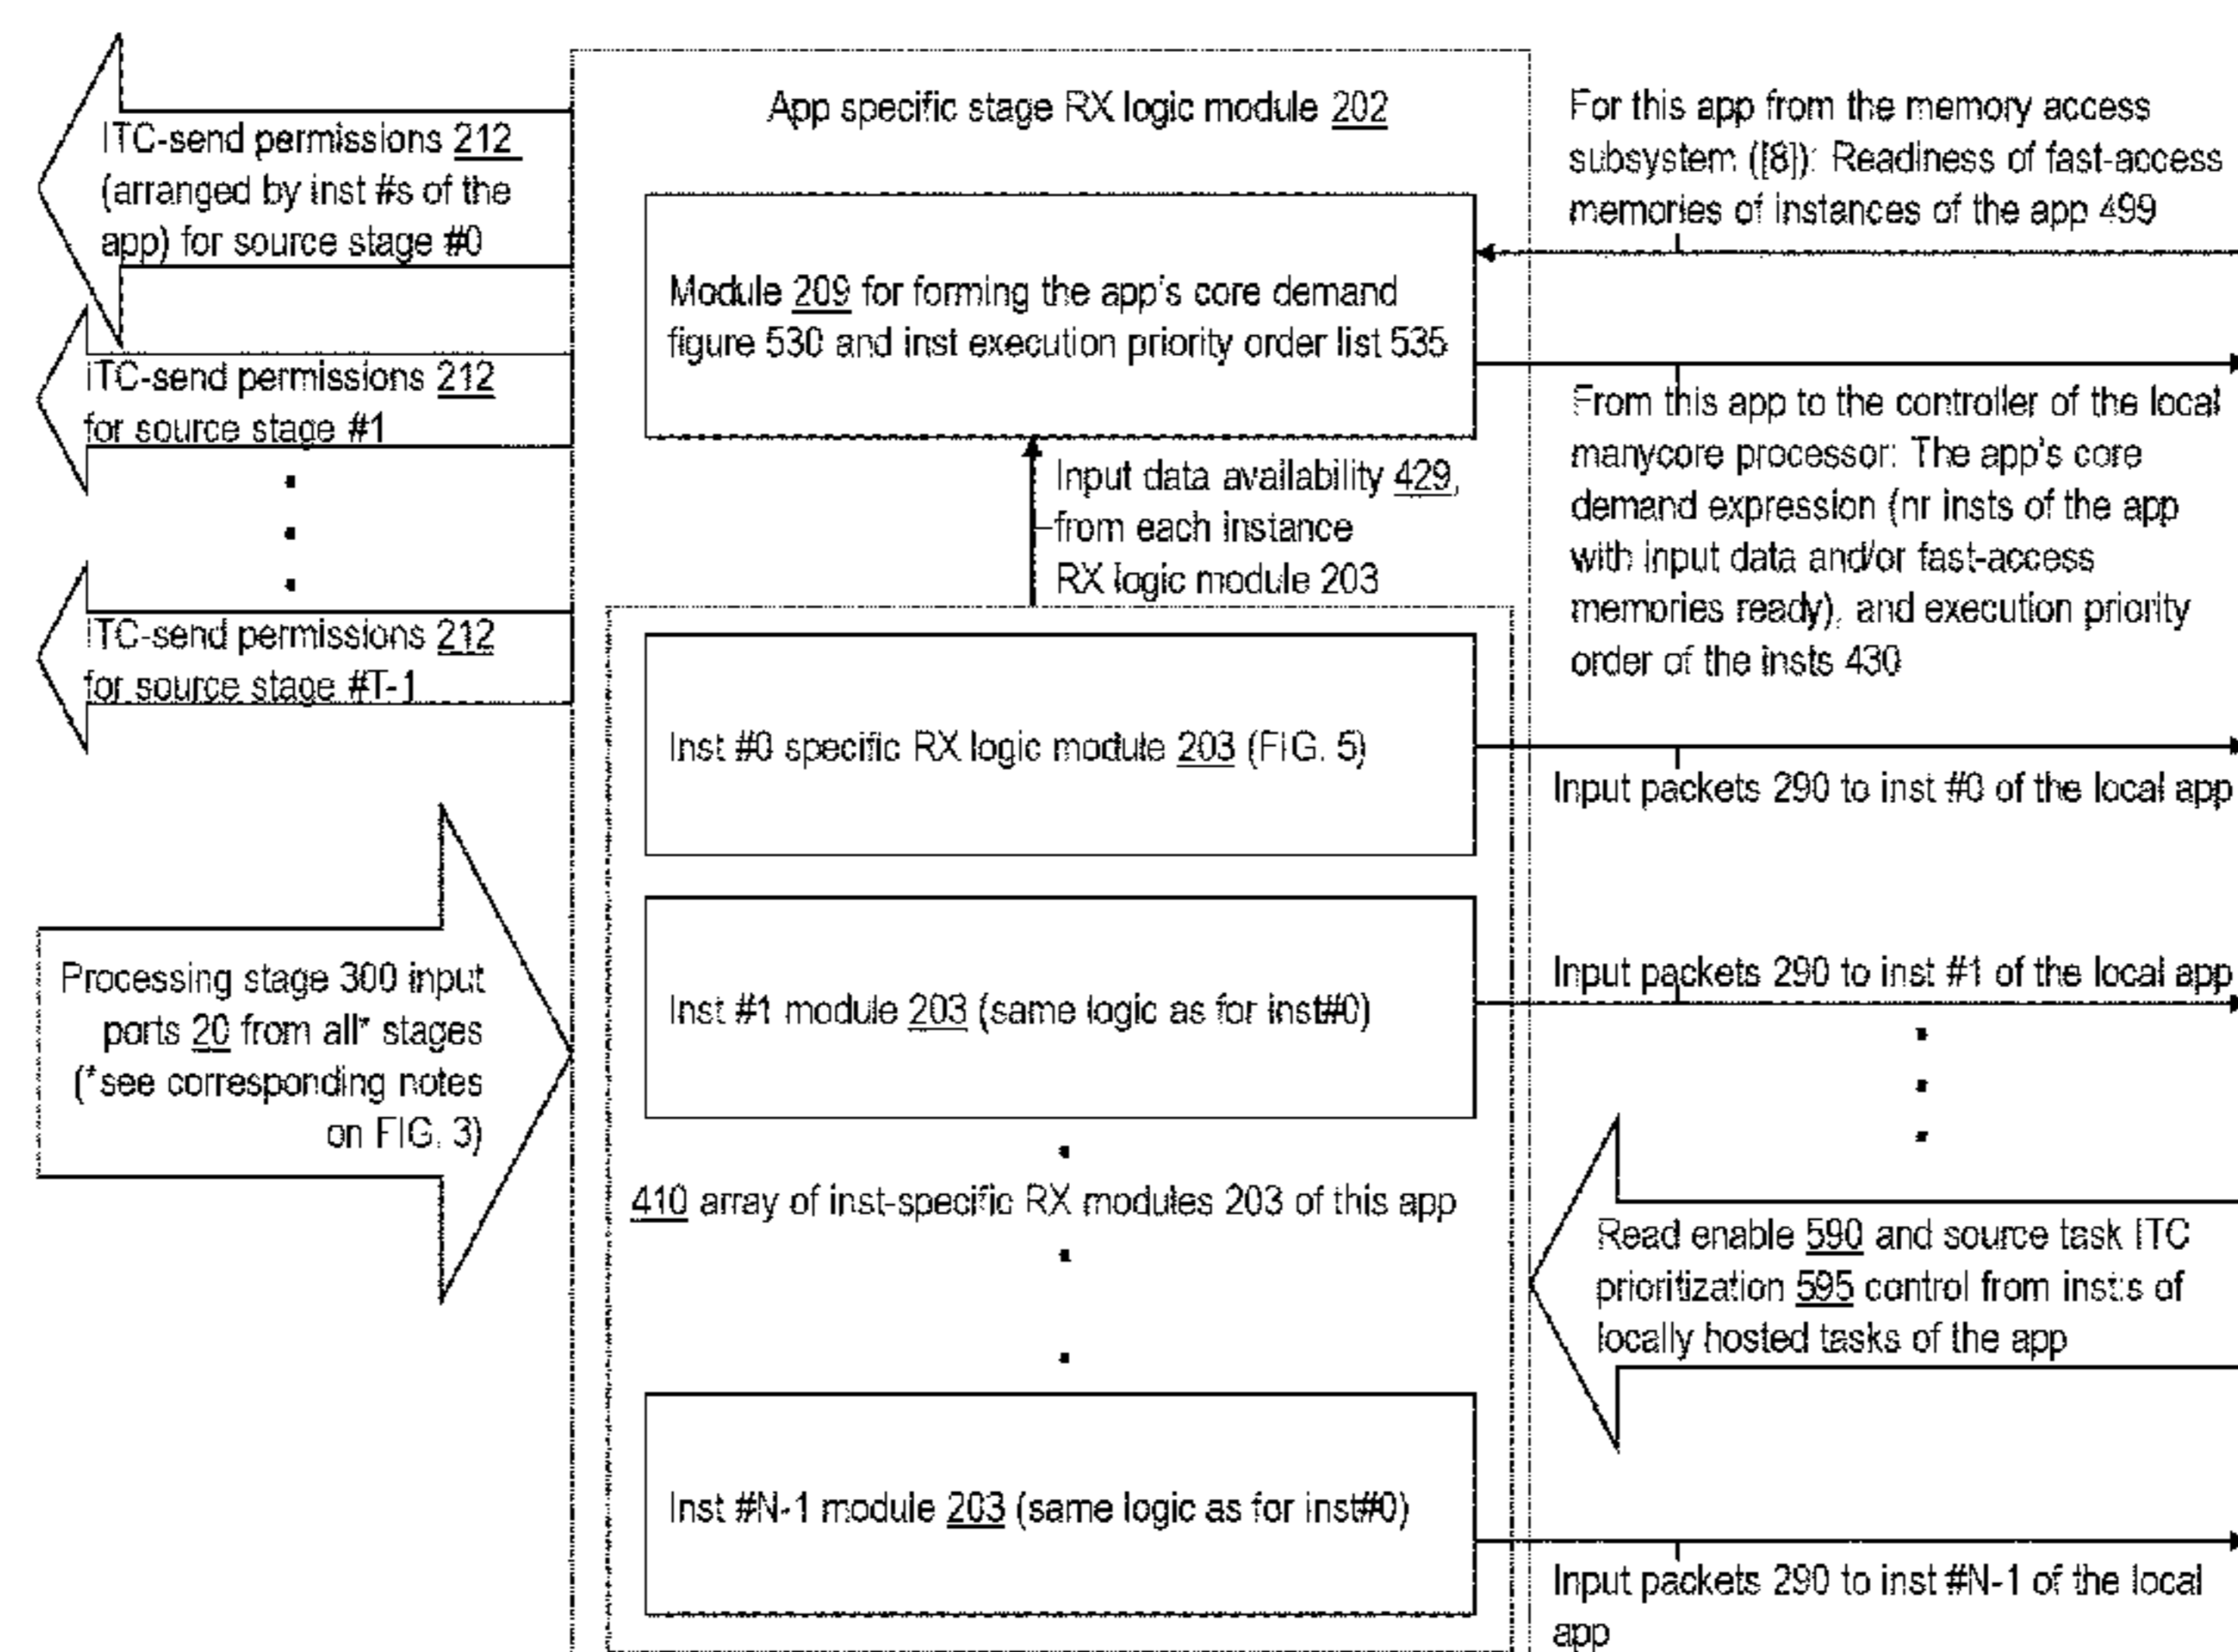 App specific stage RX logic module 202
ITC-send permissions 212
(arranged by inst #s of the
app) for source stage #0
ITC-send permissions 212
for source stage #1
ITC-send permissions 212
for source stage #T-1
Processing stage 300 input
ports 20 from all* stages
(*see corresponding notes
on FIG. 3)
Module 209 for forming the app's core demand
figure 530 and inst execution priority order list 535
Input data availability 429,
from each instance
RX logic module 203
Inst #0 specific RX logic module 203 (FIG. 5)
Inst #1 module 203 (same logic as for inst#0)
410 array of inst-specific RX modules 203 of this app
Inst #N-1 module 203 (same logic as for inst#0)
For this app from the memory access
subsystem ([8]): Readiness of fast-access
memories of instances of the app 499
From this app to the controller of the local
manycore processor: The app's core
demand expression (nr insts of the app
with input data and/or fast-access
memories ready), and execution priority
order of the insts 430
Input packets 290 to inst #0 of the local app
Input packets 290 to inst #1 of the local app
Read enable 590 and source task ITC
prioritization 595 control from inst:s of
locally hosted tasks of the app
Input packets 290 to inst #N-1 of the local
app